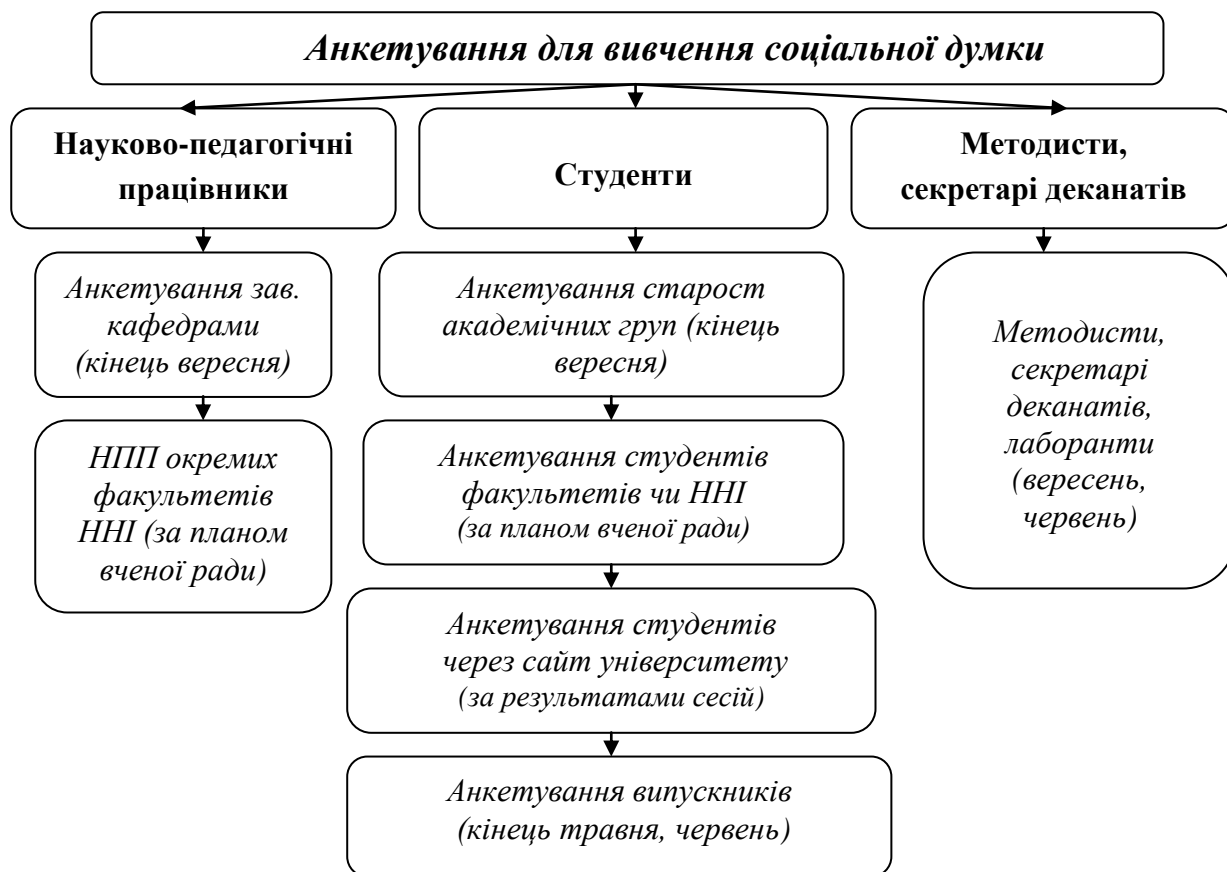 Анкетування для вивчення соціальної думки
Науково-педагогічні
працівники
Студенти
Методисти,
секретарі деканатів
Анкетування зав.
кафедрами
(кінець вересня)
НПП окремих
факультетів
ННІ (за планом
вченої ради)
Анкетування старост
академічних груп (кінець
вересня)
Анкетування студентів
факультетів чи ННІ
(за планом вченої ради)
Анкетування студентів
через сайт університету
(за результатами сесій)
Анкетування випускників
(кінець травня, червень)
Методисти,
секретарі
деканатів,
лаборанти
(вересень,
червень)